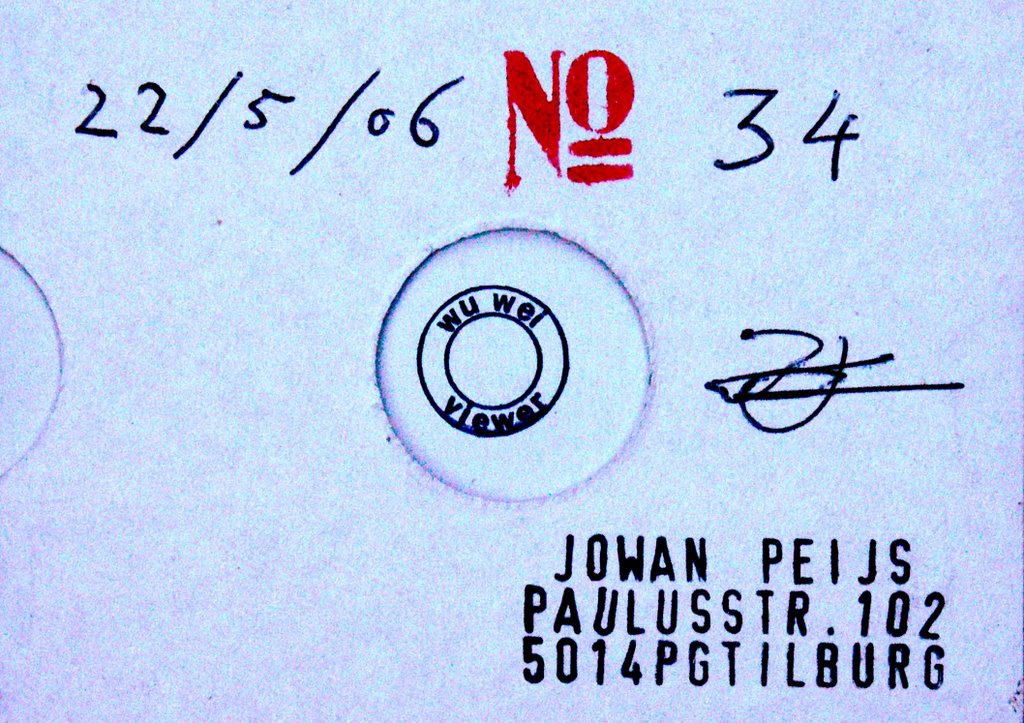 22/5/06 No 34
wu wei
viewer
JOWAN PEIJS
PAULUSSTR.102
5014PGTILBURG